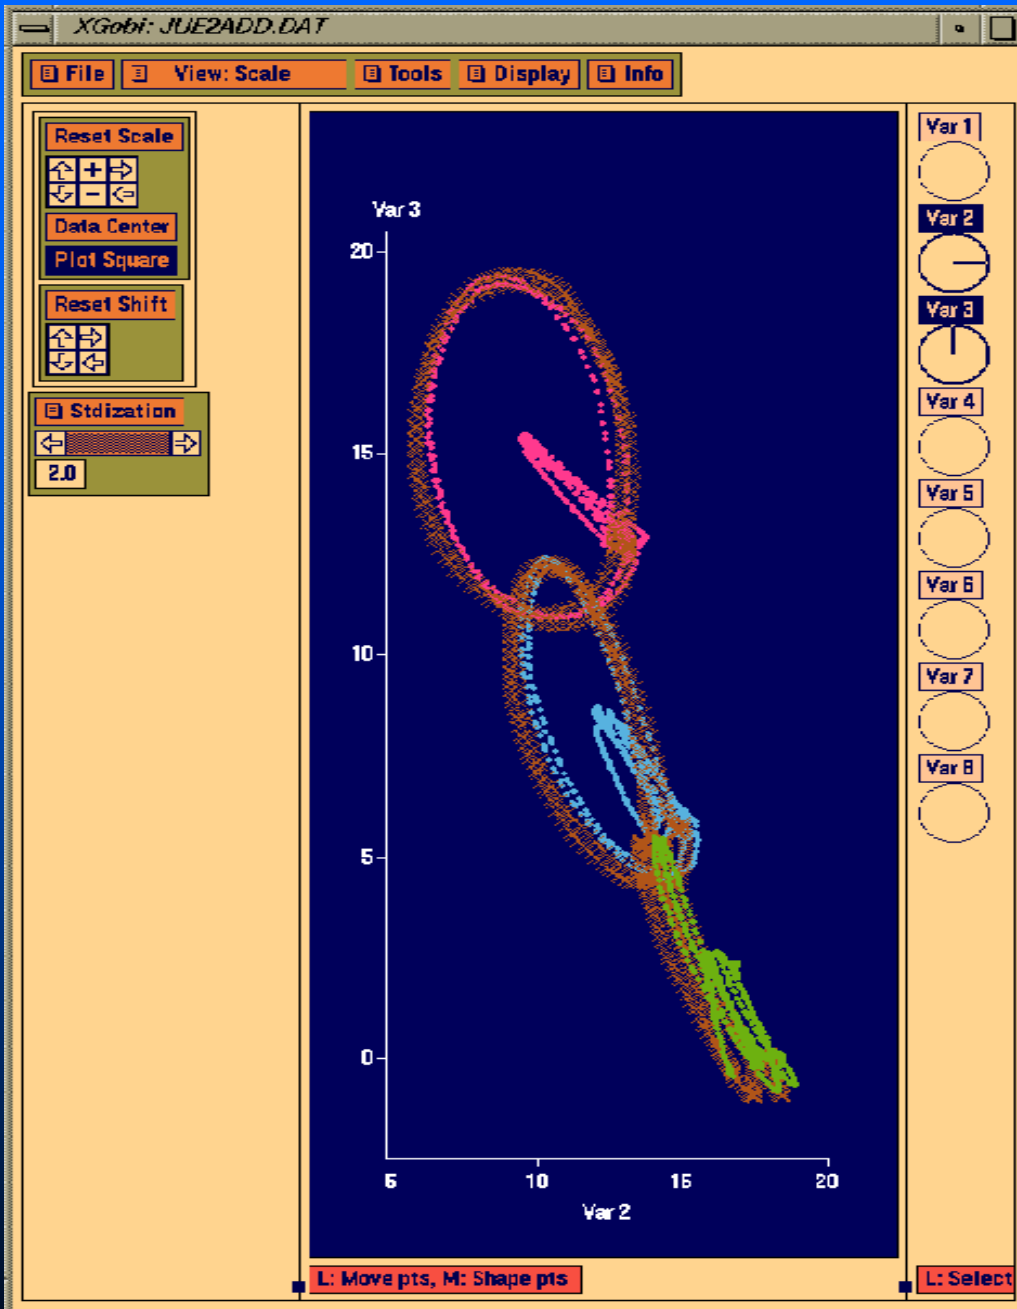 XGobi: JUE2ADD.DAT
File View: Scale Tools Display Info
Reset Scale
+
−
Data Center
Plot Square
Reset Shift
Stdization
2.0
Var 3
20
15
10
5
0
5 10 15 20
Var 2
Var 1
Var 2
Var 3
Var 4
Var 5
Var 6
Var 7
Var 8
L: Move pts, M: Shape pts
L: Select